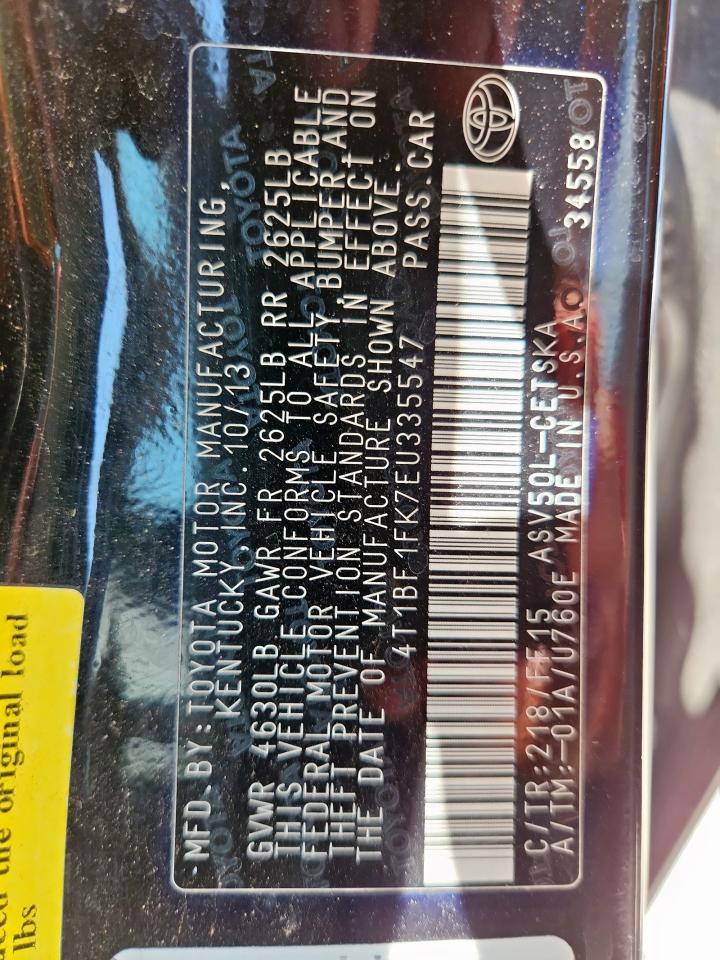 MFD.BY:TOYOTA MOTOR MANUFACTURING,
KENTUCKY, INC.10/13
GVWR 4630LB GAWR FR 2625LB RR 2625LB
THIS VEHICLE CONFORMS TO ALL APPLICABLE
FEDERAL MOTOR VEHICLE SAFETY,BUMPER AND
THEFT PREVENTION STANDARDS IN EFFECT ON
THE DATE OF MANUFACTURE SHOWN ABOVE.
4T1BF1FK7EU335547 PASS.CAR
C/TR:218/FF15 ASV50L-CETSKA
A/TM:-01A/U760E MADE IN U.S.A. 34558
the original load
lbs